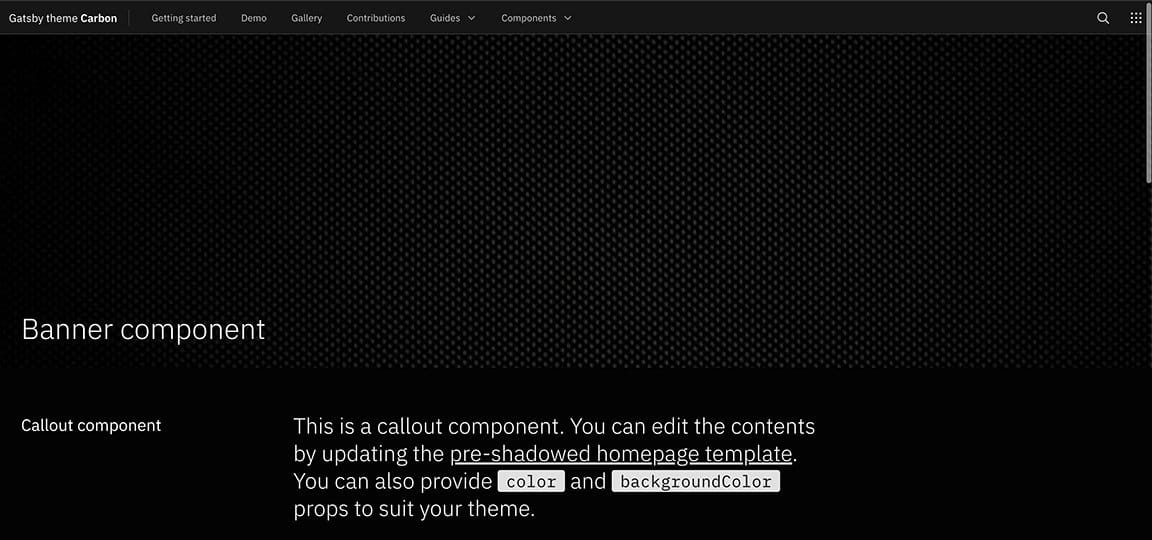 Gatsby theme Carbon
Getting started
Demo
Gallery
Contributions
Guides
Components
Banner component
Callout component
This is a callout component. You can edit the contents
by updating the pre-shadowed homepage template.
You can also provide color and backgroundColor
props to suit your theme.